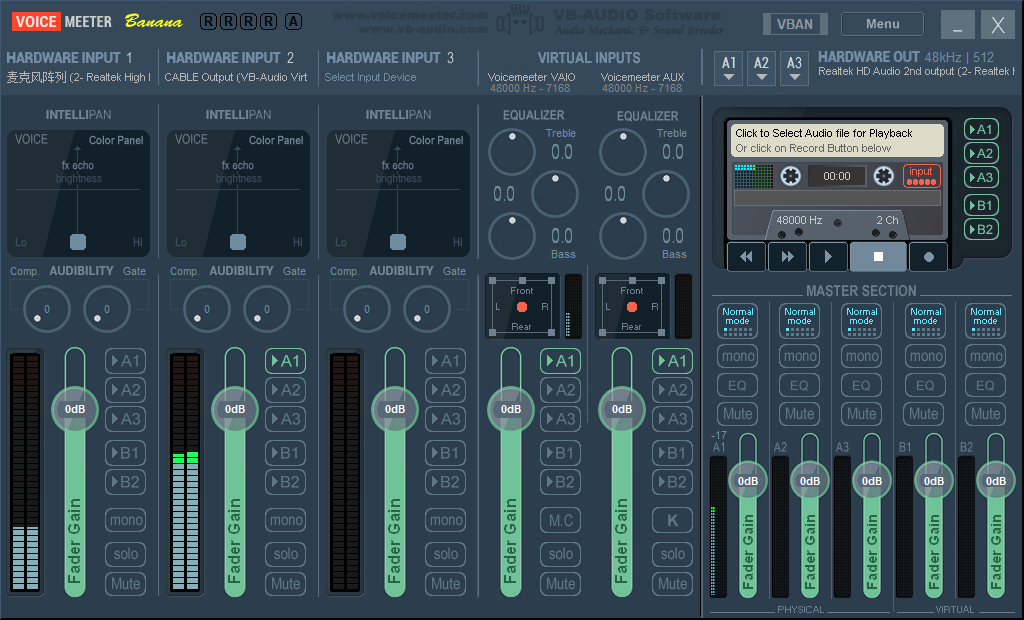 VOICE MEETER Banana R R R R A www.voicemeeter.com VB-AUDIO Software VBAN Menu _ X
www.vb-audio.com Audio Mechanic & Sound Breeder
HARDWARE INPUT 1
麦克风阵列 (2- Realtek High I
HARDWARE INPUT 2
CABLE Output (VB-Audio Virt
HARDWARE INPUT 3
Select Input Device
VIRTUAL INPUTS
Voicemeeter VAIO Voicemeeter AUX
48000 Hz - 7168 48000 Hz - 7168
A1 A2 A3
HARDWARE OUT 48kHz | 512
Realtek HD Audio 2nd output (2- Realtek H
INTELLIPAN
VOICE Color Panel
fx echo
brightness
Lo Hi
Comp. AUDIBILITY Gate
0 0
0dB
Fader Gain
A1
A2
A3
B1
B2
mono
solo
Mute
INTELLIPAN
VOICE Color Panel
fx echo
brightness
Lo Hi
Comp. AUDIBILITY Gate
0 0
0dB
Fader Gain
A1
A2
A3
B1
B2
mono
solo
Mute
INTELLIPAN
VOICE Color Panel
fx echo
brightness
Lo Hi
Comp. AUDIBILITY Gate
0 0
0dB
Fader Gain
A1
A2
A3
B1
B2
mono
solo
Mute
EQUALIZER
Treble
0.0
0.0
0.0
Bass
Front
L R
Rear
0dB
Fader Gain
A1
A2
A3
B1
B2
M.C
solo
Mute
EQUALIZER
Treble
0.0
0.0
0.0
Bass
Front
L R
Rear
0dB
Fader Gain
A1
A2
A3
B1
B2
K
solo
Mute
Click to Select Audio file for Playback
Or click on Record Button below
00:00 input
48000 Hz 2 Ch
A1
A2
A3
B1
B2
MASTER SECTION
Normal mode Normal mode Normal mode Normal mode Normal mode
mono mono mono mono mono
EQ EQ EQ EQ EQ
Mute Mute Mute Mute Mute
-17
A1 A2 A3 B1 B2
0dB 0dB 0dB 0dB 0dB
Fader Gain Fader Gain Fader Gain Fader Gain Fader Gain
PHYSICAL VIRTUAL